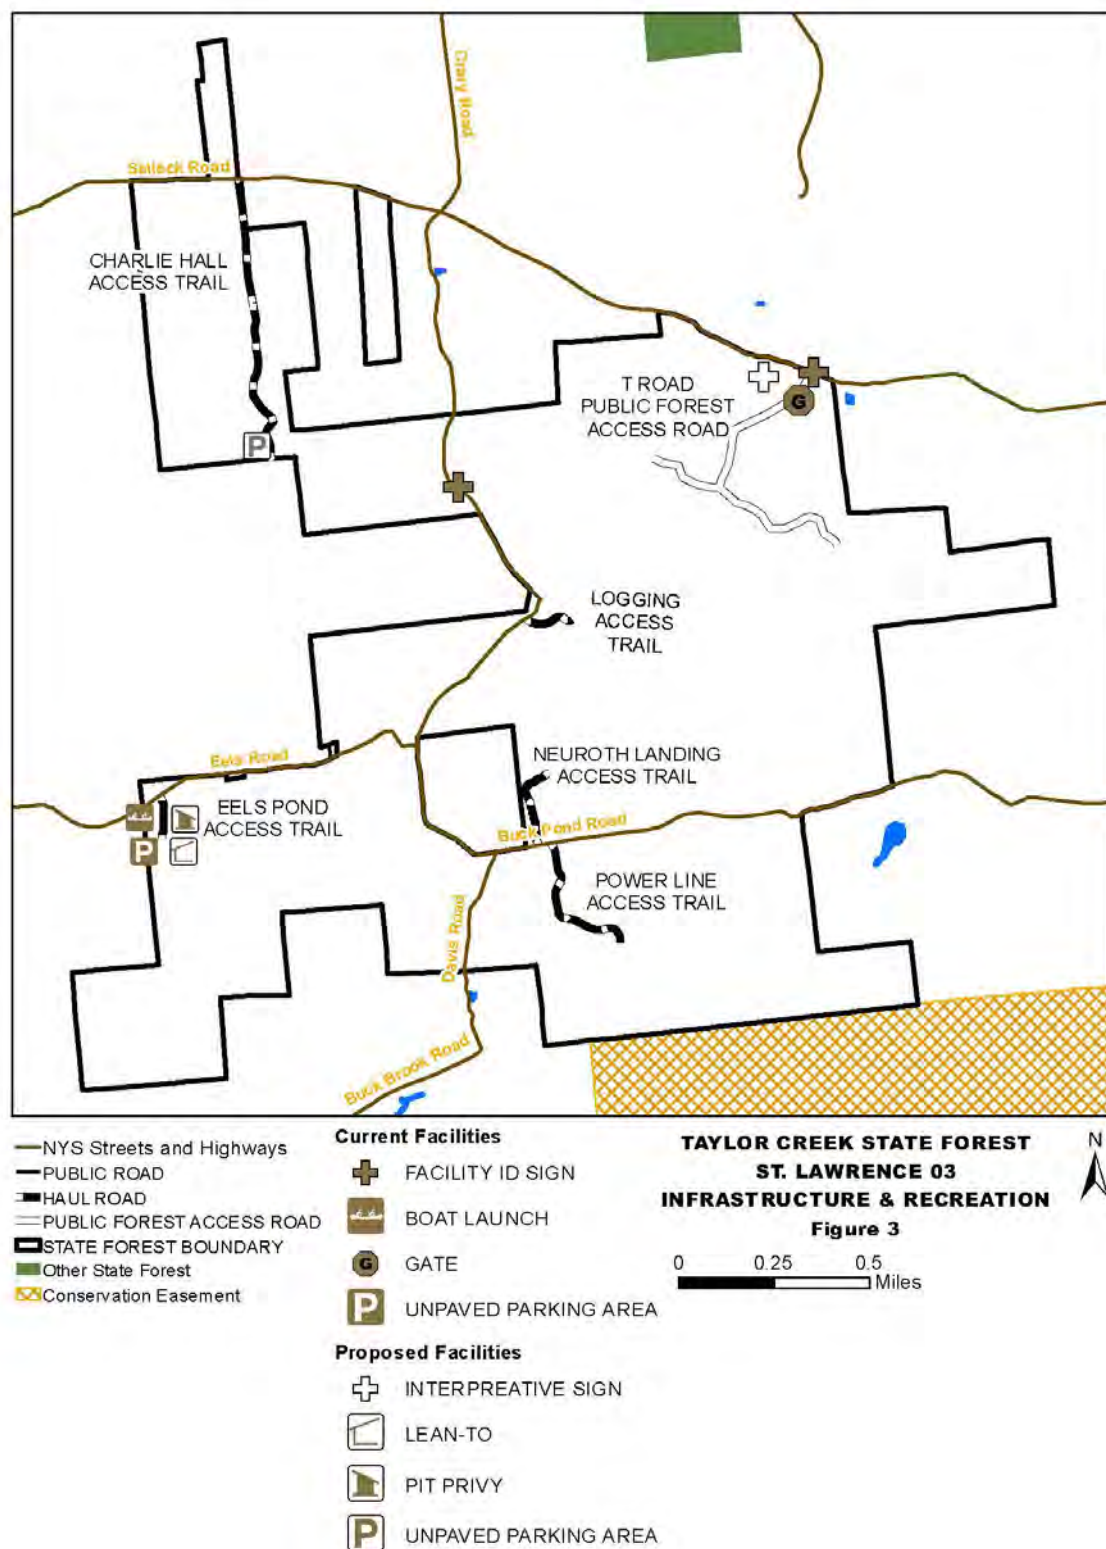 Crary Road
Selleck Road
CHARLIE HALL
ACCESS TRAIL
P
T ROAD
PUBLIC FOREST
ACCESS ROAD
G
LOGGING
ACCESS
TRAIL
Eels Road
NEUROTH LANDING
ACCESS TRAIL
EELS POND
ACCESS TRAIL
P
Buck Pond Road
POWER LINE
ACCESS TRAIL
Davis Road
Buck Brook Road
NYS Streets and Highways
PUBLIC ROAD
HAUL ROAD
PUBLIC FOREST ACCESS ROAD
STATE FOREST BOUNDARY
Other State Forest
Conservation Easement
Current Facilities
FACILITY ID SIGN
BOAT LAUNCH
G GATE
P UNPAVED PARKING AREA
Proposed Facilities
INTERPREATIVE SIGN
LEAN-TO
PIT PRIVY
P UNPAVED PARKING AREA
TAYLOR CREEK STATE FOREST
ST. LAWRENCE 03
INFRASTRUCTURE & RECREATION
Figure 3
0 0.25 0.5
Miles
N